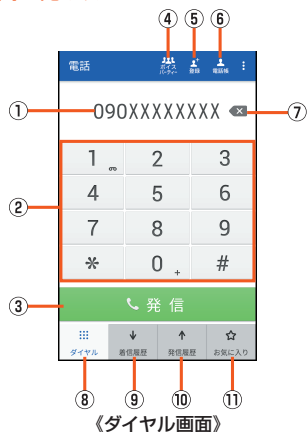 ④ ⑤ ⑥
電話 ボイスパーティー 登録 電話帳
① 090XXXXXXXX ⑦
② 1 2 3
4 5 6
7 8 9
* 0 + #
③ 発信
ダイヤル 着信履歴 発信履歴 お気に入り
⑧ ⑨ ⑩ ⑪
《ダイヤル画面》